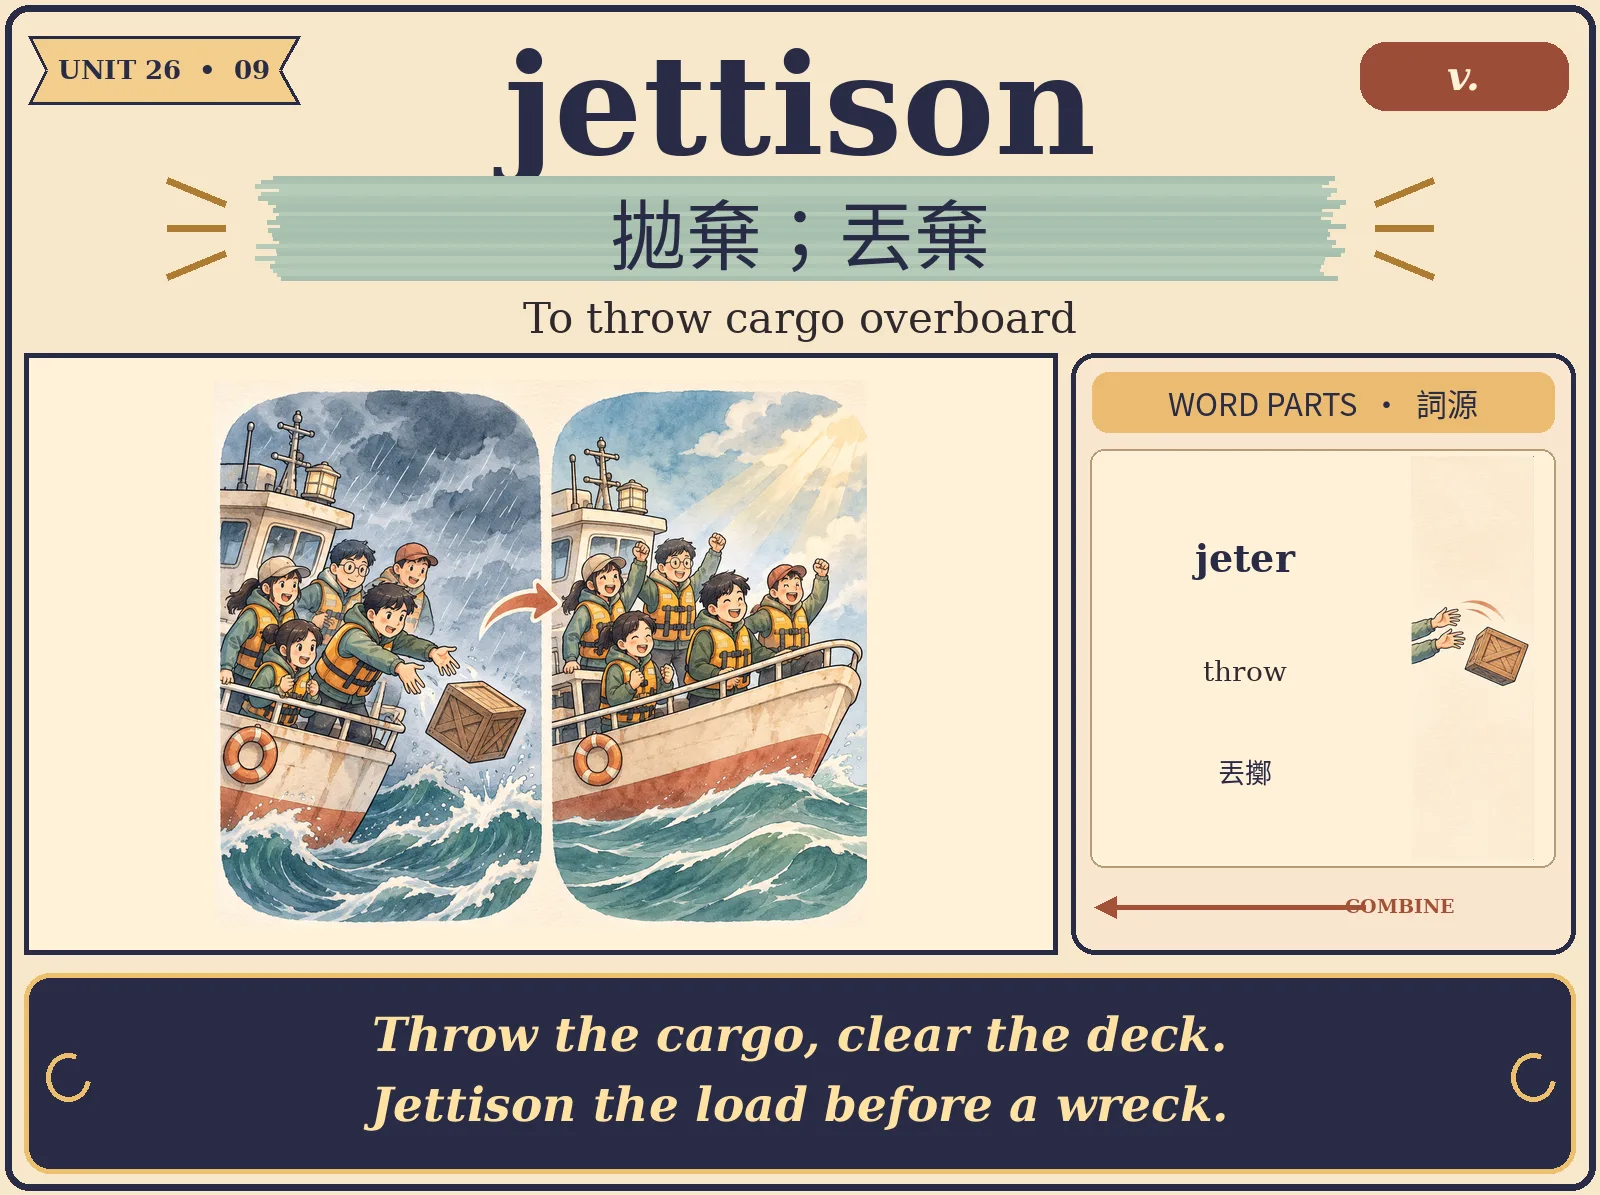 UNIT 26 • 09
jettison
v.
拋棄；丟棄
To throw cargo overboard
WORD PARTS • 詞源
jeter
throw
丟擲
COMBINE
Throw the cargo, clear the deck.
Jettison the load before a wreck.